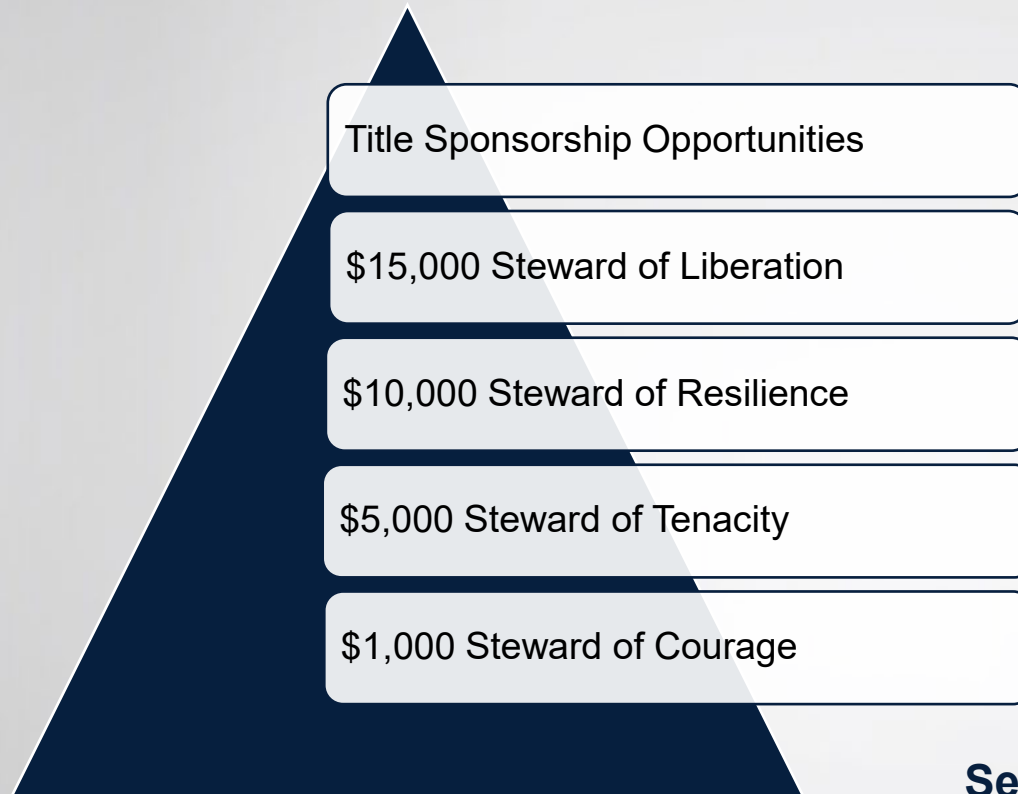 Title Sponsorship Opportunities
$15,000 Steward of Liberation
$10,000 Steward of Resilience
$5,000 Steward of Tenacity
$1,000 Steward of Courage